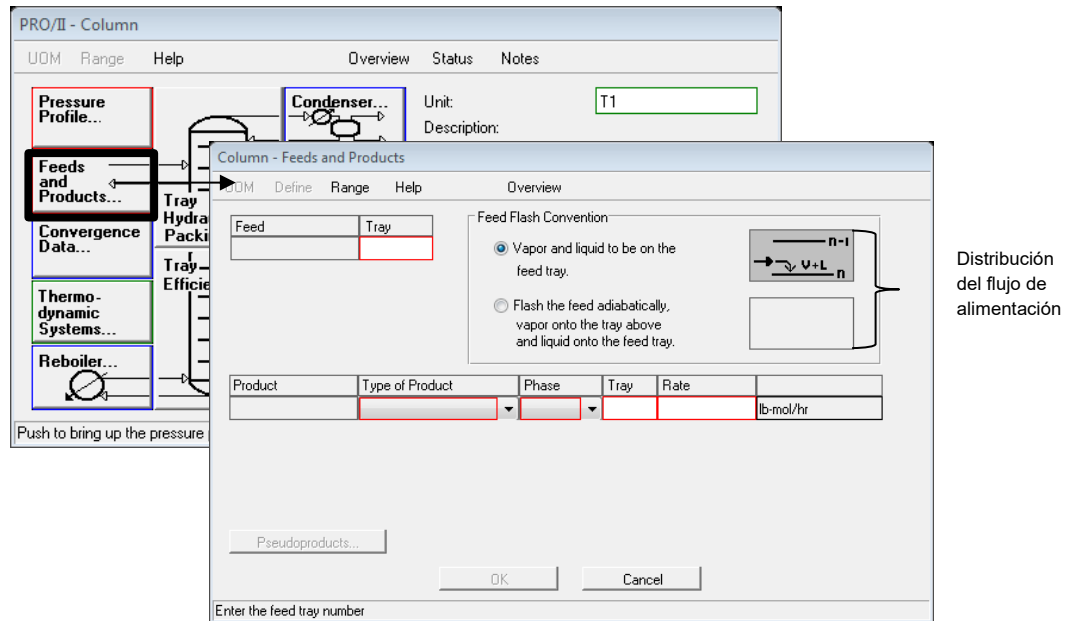 PRO/II - Column
UOM Range Help Overview Status Notes
Pressure
Profile...
Condenser...
Unit:
T1
Description:
Feeds
and
Products...
Tray
Hydra
Packi
Convergence
Data...
Tray
Efficie
Thermo-
dynamic
Systems...
Reboiler...
Push to bring up the pressure
Column - Feeds and Products
UOM Define Range Help Overview
Feed Tray
Feed Flash Convention
Vapor and liquid to be on the
feed tray.
n-1
V+L
n
Flash the feed adiabatically,
vapor onto the tray above
and liquid onto the feed tray.
Product Type of Product Phase Tray Rate
lb-mol/hr
Pseudoproducts...
OK Cancel
Enter the feed tray number
Distribución
del flujo de
alimentación